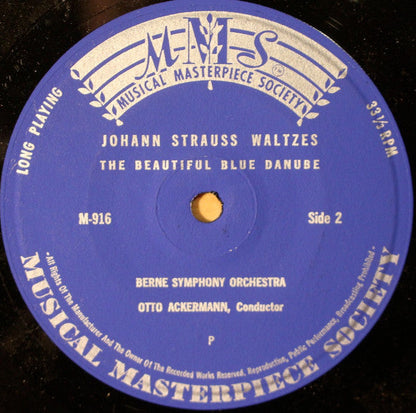 MMS
MUSICAL MASTERPIECE SOCIETY
LONG PLAYING
33⅓ RPM
JOHANN STRAUSS WALTZES
THE BEAUTIFUL BLUE DANUBE
M-916
Side 2
BERNE SYMPHONY ORCHESTRA
OTTO ACKERMANN, Conductor
P
- All Rights Of The Manufacturer And The Owner Of The Recorded Works Reserved. Reproduction, Public Performance, Broadcasting Prohibited -
MUSICAL MASTERPIECE SOCIETY